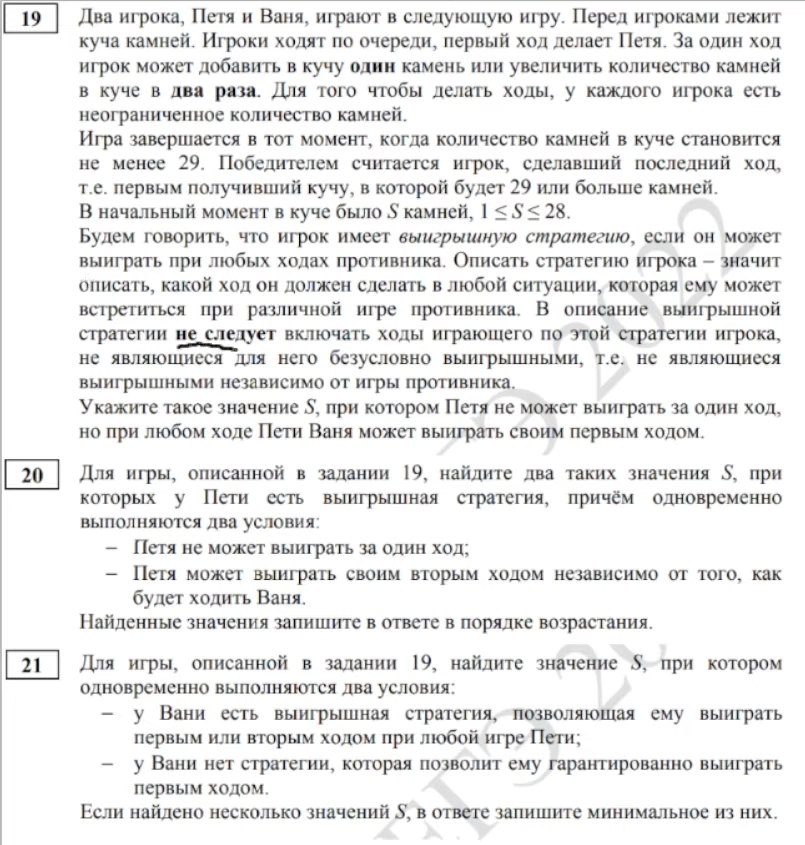 19
Два игрока, Петя и Ваня, играют в следующую игру. Перед игроками лежит
куча камней. Игроки ходят по очереди, первый ход делает Петя. За один ход
игрок может добавить в кучу один камень или увеличить количество камней
в куче в два раза. Для того чтобы делать ходы, у каждого игрока есть
неограниченное количество камней.
Игра завершается в тот момент, когда количество камней в куче становится
не менее 29. Победителем считается игрок, сделавший последний ход,
т.е. первым получивший кучу, в которой будет 29 или больше камней.
В начальный момент в куче было S камней, 1 ≤ S ≤ 28.
Будем говорить, что игрок имеет выигрышную стратегию, если он может
выиграть при любых ходах противника. Описать стратегию игрока – значит
описать, какой ход он должен сделать в любой ситуации, которая ему может
встретиться при различной игре противника. В описание выигрышной
стратегии не следует включать ходы играющего по этой стратегии игрока,
не являющиеся для него безусловно выигрышными, т.е. не являющиеся
выигрышными независимо от игры противника.
Укажите такое значение S, при котором Петя не может выиграть за один ход,
но при любом ходе Пети Ваня может выиграть своим первым ходом.
20
Для игры, описанной в задании 19, найдите два таких значения S, при
которых у Пети есть выигрышная стратегия, причём одновременно
выполняются два условия:
– Петя не может выиграть за один ход;
– Петя может выиграть своим вторым ходом независимо от того, как
будет ходить Ваня.
Найденные значения запишите в ответе в порядке возрастания.
21
Для игры, описанной в задании 19, найдите значение S, при котором
одновременно выполняются два условия:
– у Вани есть выигрышная стратегия, позволяющая ему выиграть
первым или вторым ходом при любой игре Пети;
– у Вани нет стратегии, которая позволит ему гарантированно выиграть
первым ходом.
Если найдено несколько значений S, в ответе запишите минимальное из них.
ЕГЭ 2022
ЕГЭ 20